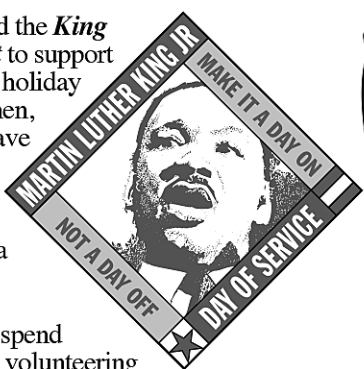 d the King
to support
holiday
en,
ave
a
spend
volunteering
MARTIN LUTHER KING JR
MAKE IT A DAY ON
NOT A DAY OFF
DAY OF SERVICE